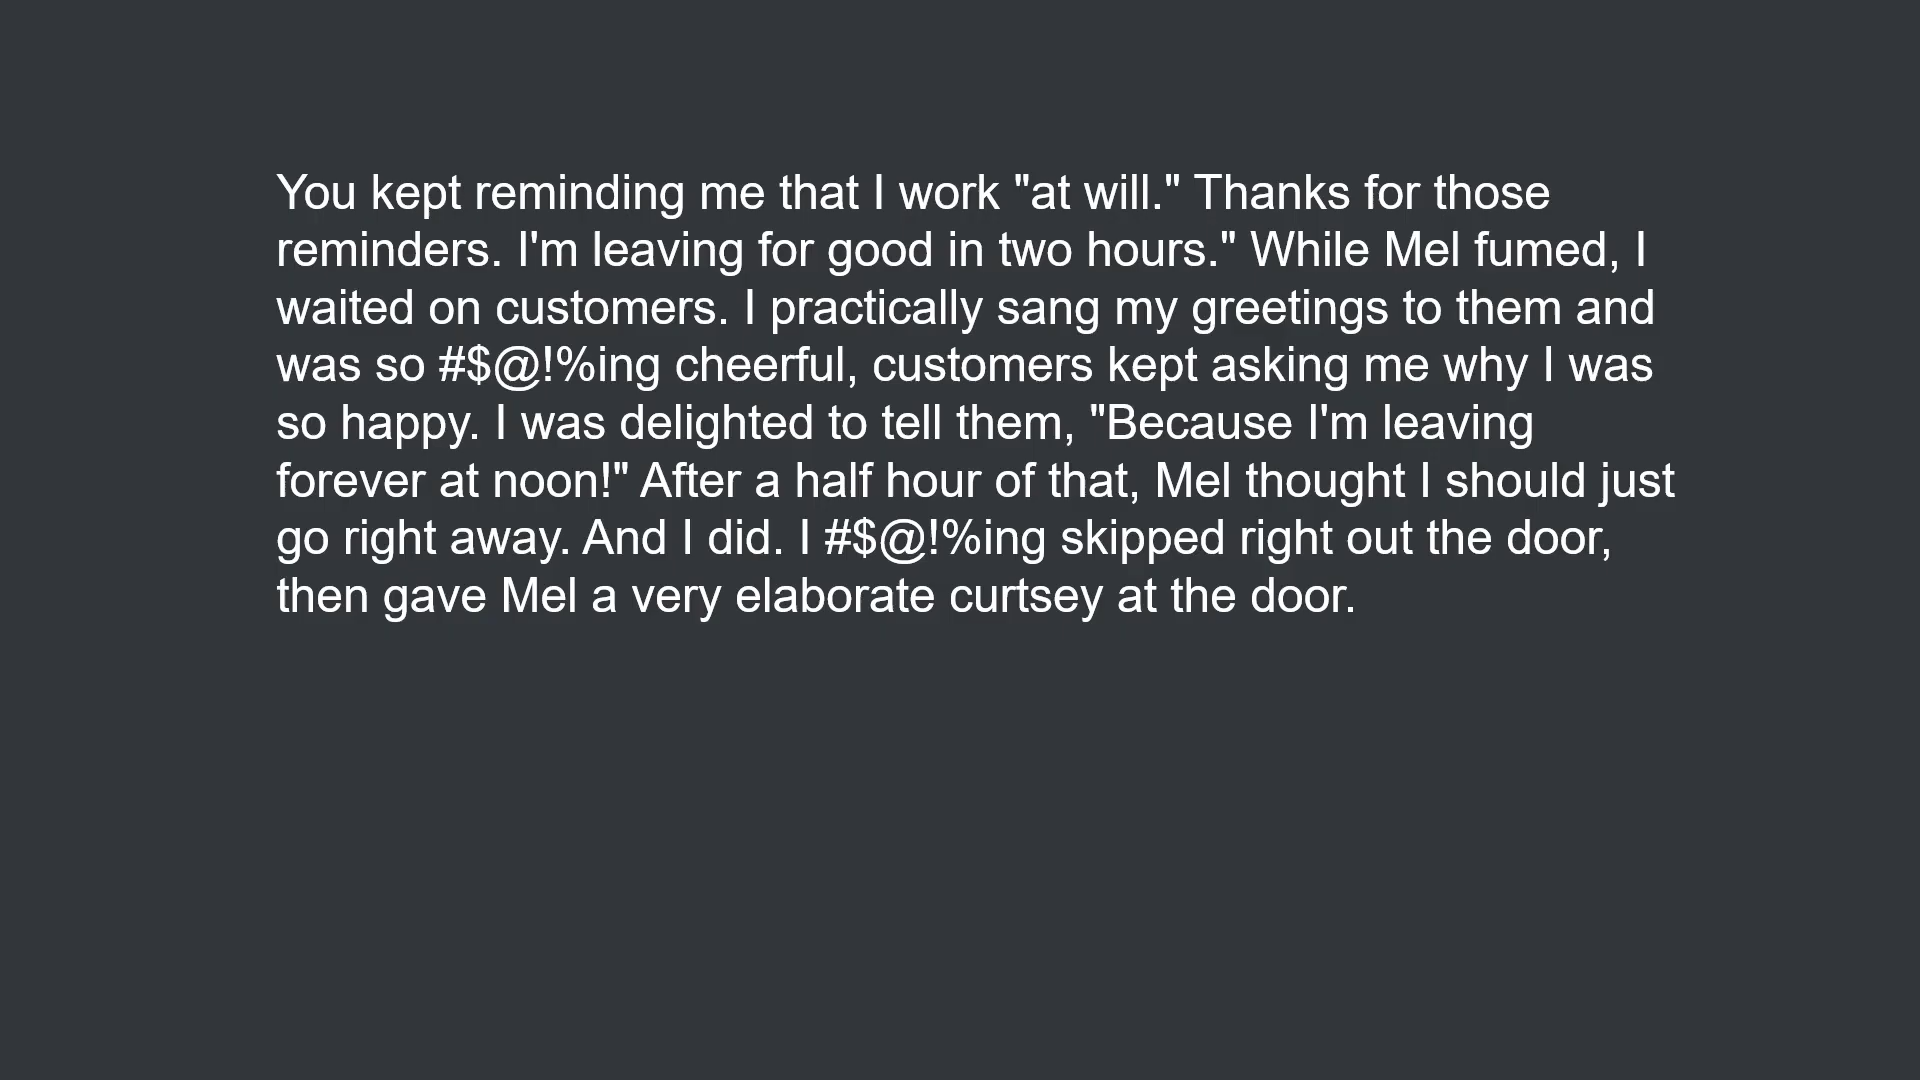 You kept reminding me that I work "at will." Thanks for those
reminders. I'm leaving for good in two hours." While Mel fumed, I
waited on customers. I practically sang my greetings to them and
was so #$@!%ing cheerful, customers kept asking me why I was
so happy. I was delighted to tell them, "Because I'm leaving
forever at noon!" After a half hour of that, Mel thought I should just
go right away. And I did. I #$@!%ing skipped right out the door,
then gave Mel a very elaborate curtsey at the door.